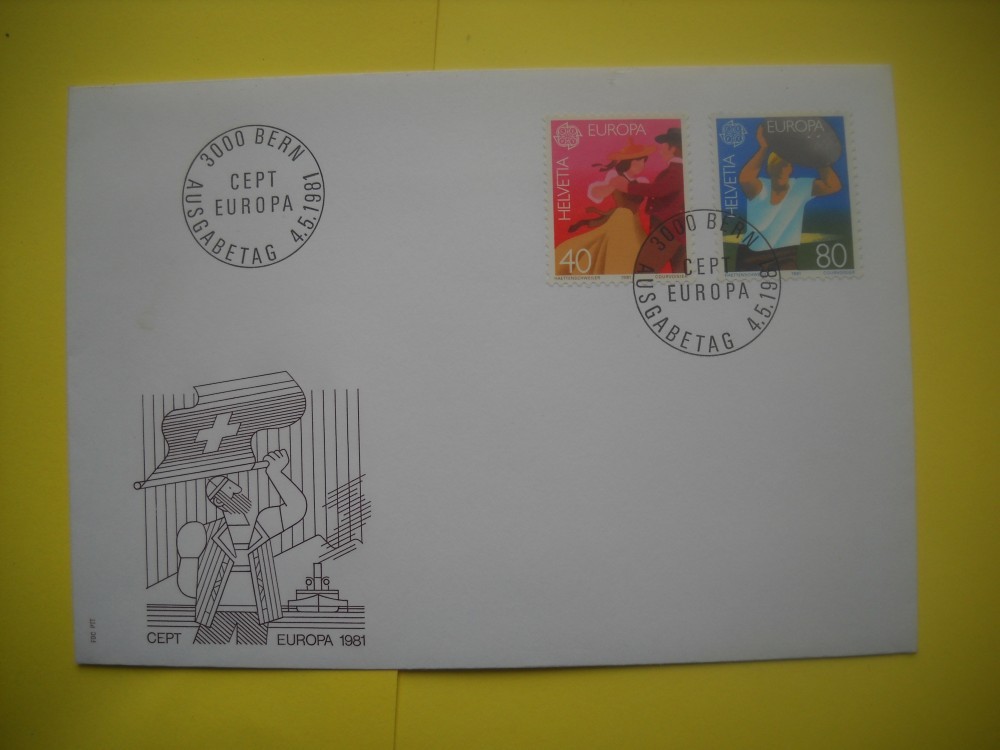 3000 BERN
CEPT
EUROPA
AUSGABETAG 4.5.1981
EUROPA
HELVETIA
40
EUROPA
HELVETIA
80
3000 BERN
CEPT
EUROPA
AUSGABETAG 4.5.1981
CEPT EUROPA 1981